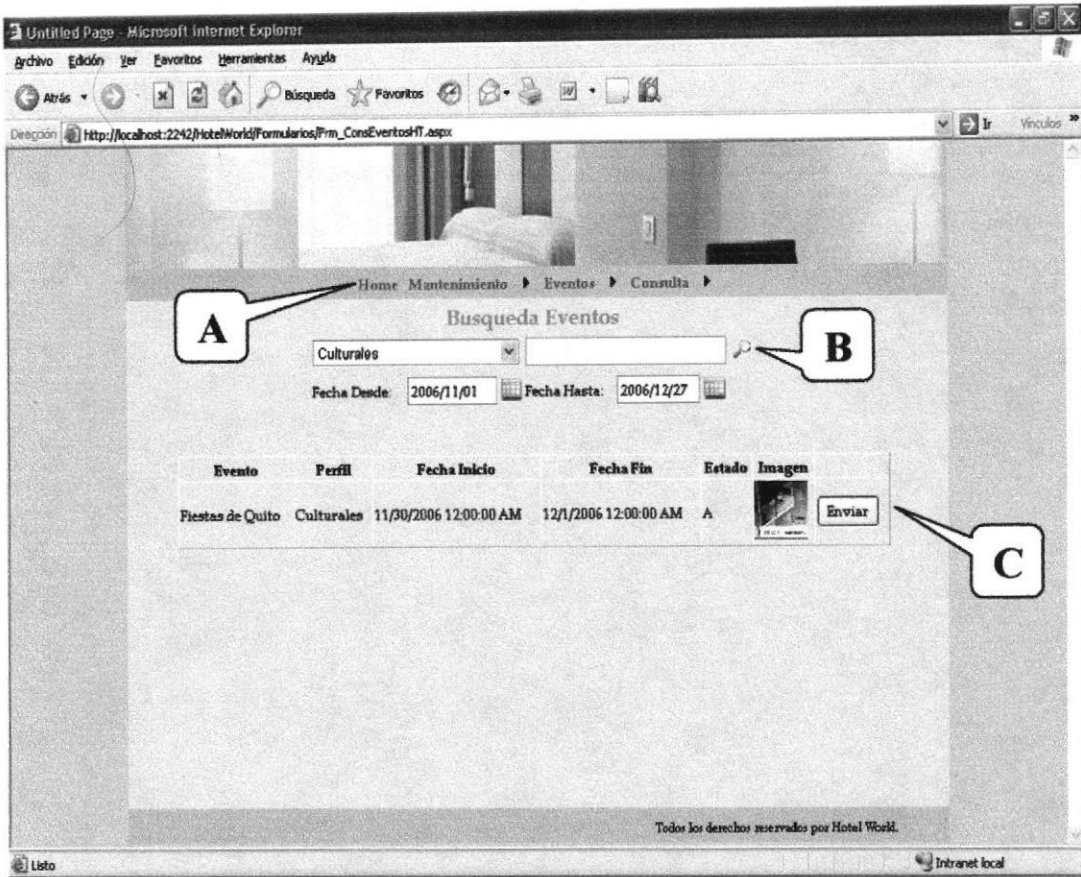 Untitled Page - Microsoft Internet Explorer
Archivo Edición Ver Favoritos Herramientas Ayuda
Atrás Búsqueda Favoritos
Dirección http://localhost:2242/HotelWorld/Formularios/Frm_ConsEventosHT.aspx Ir Vínculos »
Home Mantenimiento Eventos Consulta
A
Busqueda Eventos
Culturales
B
Fecha Desde: 2006/11/01 Fecha Hasta: 2006/12/27
Evento Perfil Fecha Inicio Fecha Fin Estado Imagen
Fiestas de Quito Culturales 11/30/2006 12:00:00 AM 12/1/2006 12:00:00 AM A Enviar
C
Todos los derechos reservados por Hotel World.
Listo Intranet local